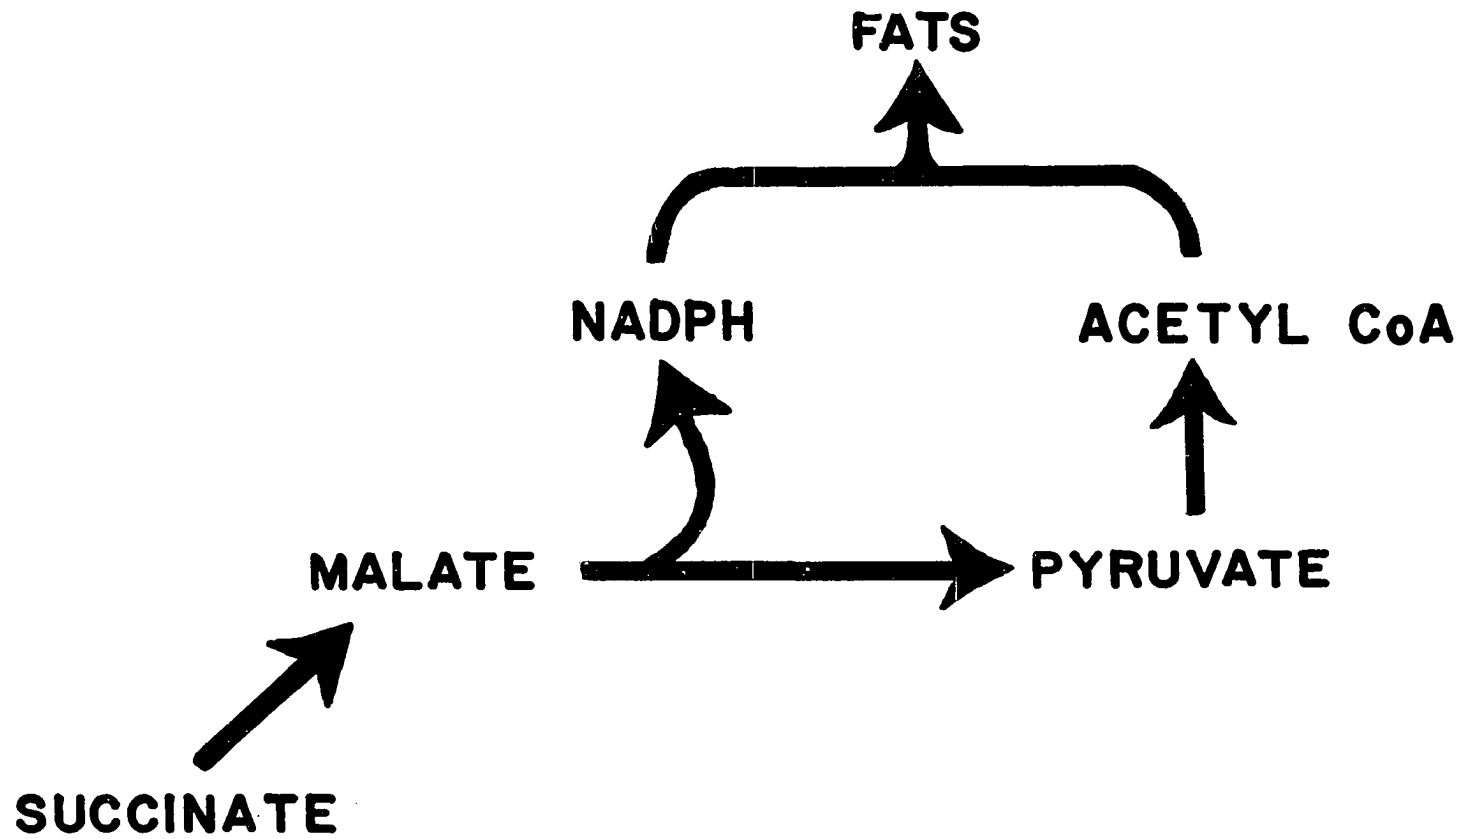 FATS
NADPH
ACETYL CoA
MALATE
PYRUVATE
SUCCINATE